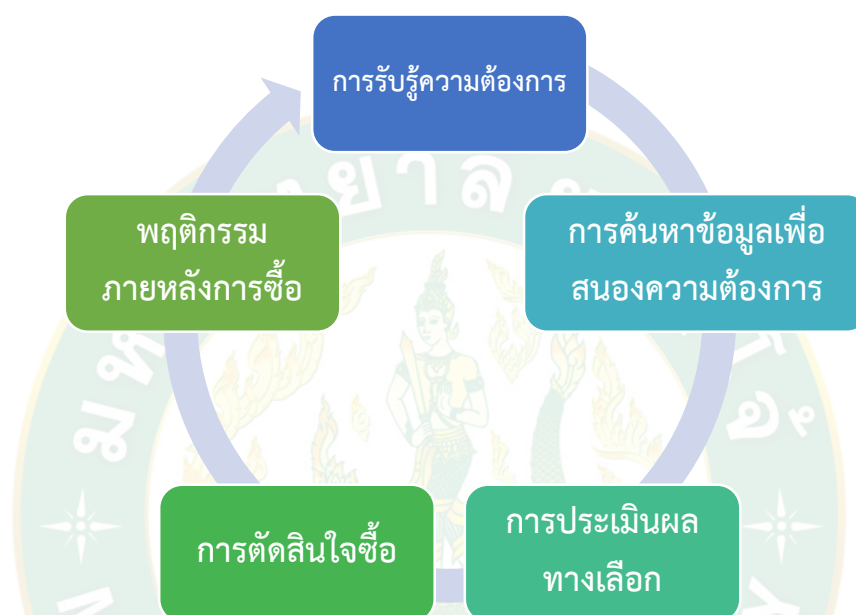 การรับรู้ความต้องการ
การค้นหาข้อมูลเพื่อ
สนองความต้องการ
การประเมินผล
ทางเลือก
การตัดสินใจซื้อ
พฤติกรรม
ภายหลังการซื้อ